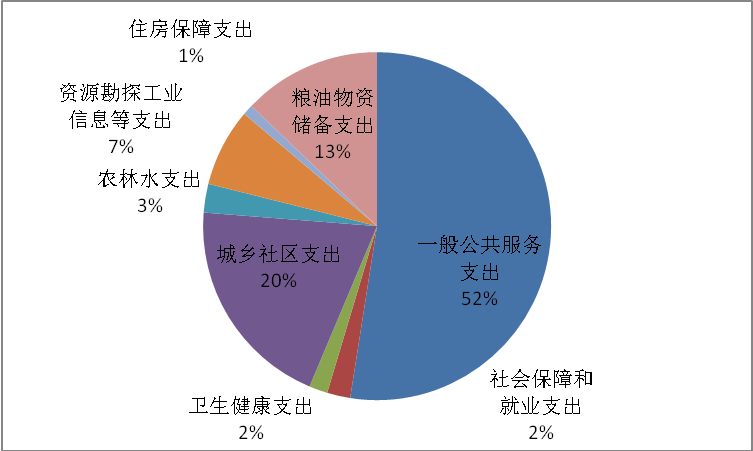 住房保障支出
1%
资源勘探工业
信息等支出
7%
农林水支出
3%
粮油物资
储备支出
13%
城乡社区支出
20%
一般公共服务
支出
52%
社会保障和
就业支出
2%
卫生健康支出
2%